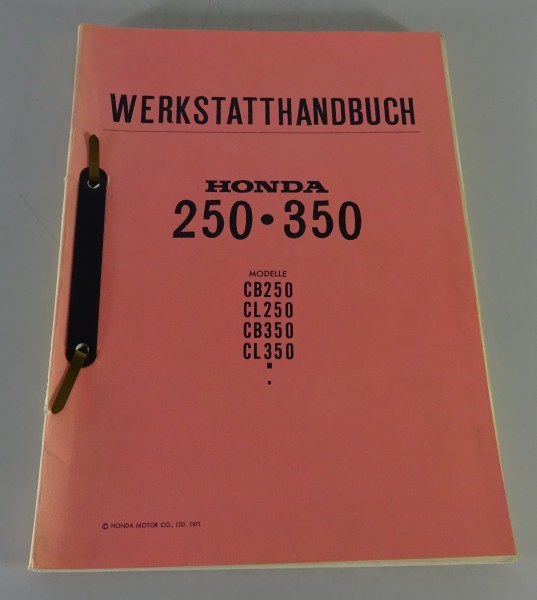 WERKSTATTHANDBUCH
HONDA
250•350
MODELLE
CB250
CL250
CB350
CL350
© HONDA MOTOR CO., LTD. 1971